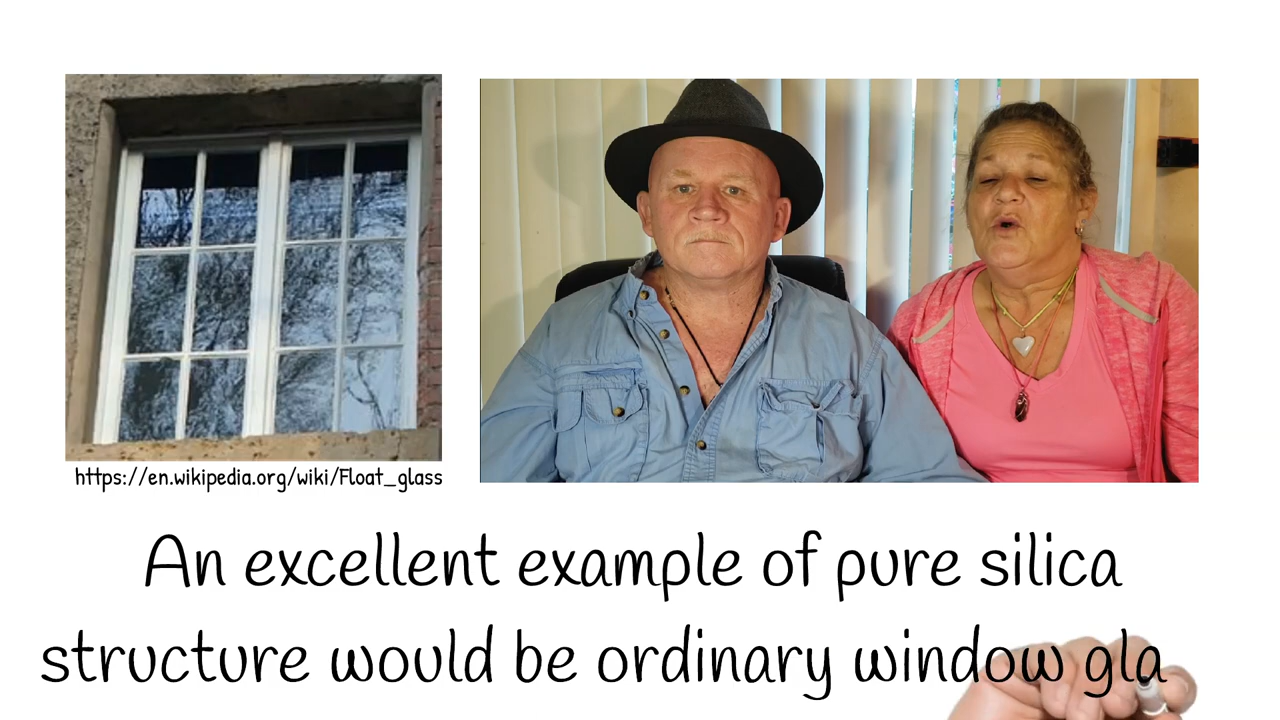 https://en.wikipedia.org/wiki/Float_glass
An excellent example of pure silica
structure would be ordinary window gla